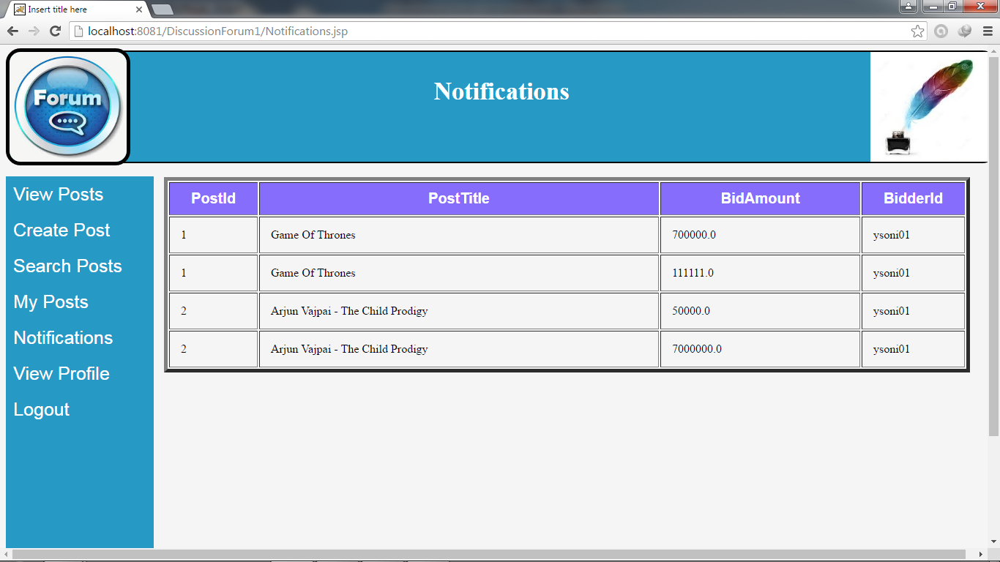 Insert title here
localhost:8081/DiscussionForum1/Notifications.jsp
Forum
Notifications
View Posts
Create Post
Search Posts
My Posts
Notifications
View Profile
Logout
PostId PostTitle BidAmount BidderId
1 Game Of Thrones 700000.0 ysoni01
1 Game Of Thrones 111111.0 ysoni01
2 Arjun Vajpai - The Child Prodigy 50000.0 ysoni01
2 Arjun Vajpai - The Child Prodigy 7000000.0 ysoni01